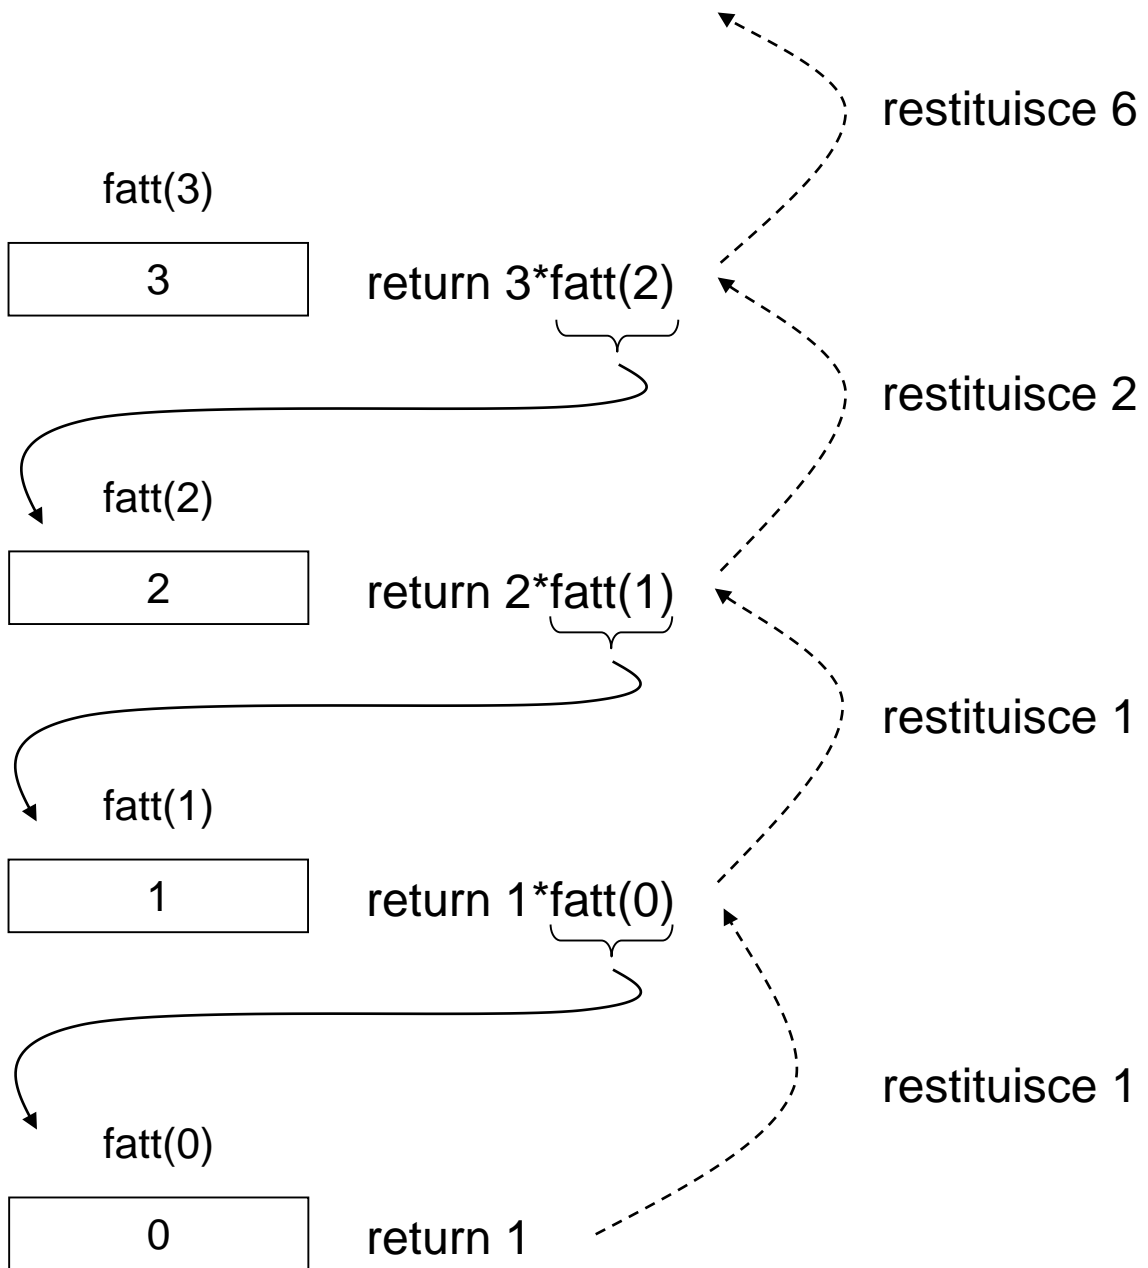 restituisce 6
fatt(3)
3
return 3*fatt(2)
restituisce 2
fatt(2)
2
return 2*fatt(1)
restituisce 1
fatt(1)
1
return 1*fatt(0)
restituisce 1
fatt(0)
0
return 1